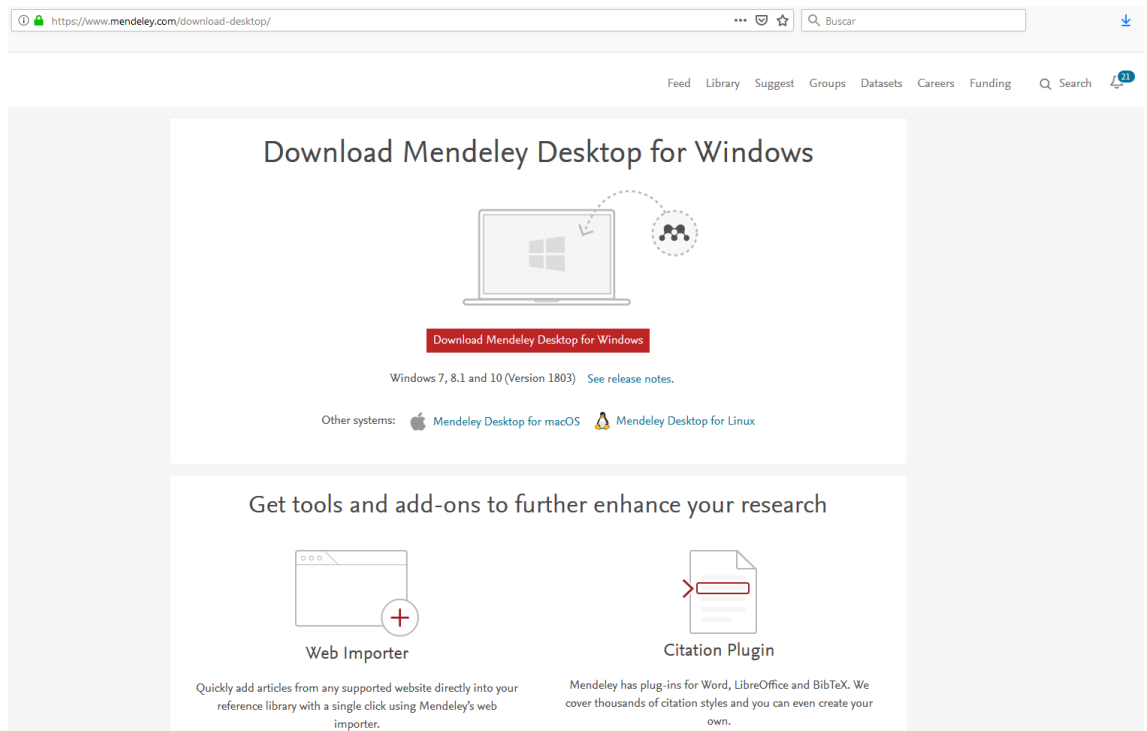 https://www.mendeley.com/download-desktop/
Buscar
Feed Library Suggest Groups Datasets Careers Funding Search 21
Download Mendeley Desktop for Windows
Download Mendeley Desktop for Windows
Windows 7, 8.1 and 10 (Version 1803) See release notes.
Other systems: Mendeley Desktop for macOS Mendeley Desktop for Linux
Get tools and add-ons to further enhance your research
Web Importer
Quickly add articles from any supported website directly into your
reference library with a single click using Mendeley's web
importer.
Citation Plugin
Mendeley has plug-ins for Word, LibreOffice and BibTeX. We
cover thousands of citation styles and you can even create your
own.